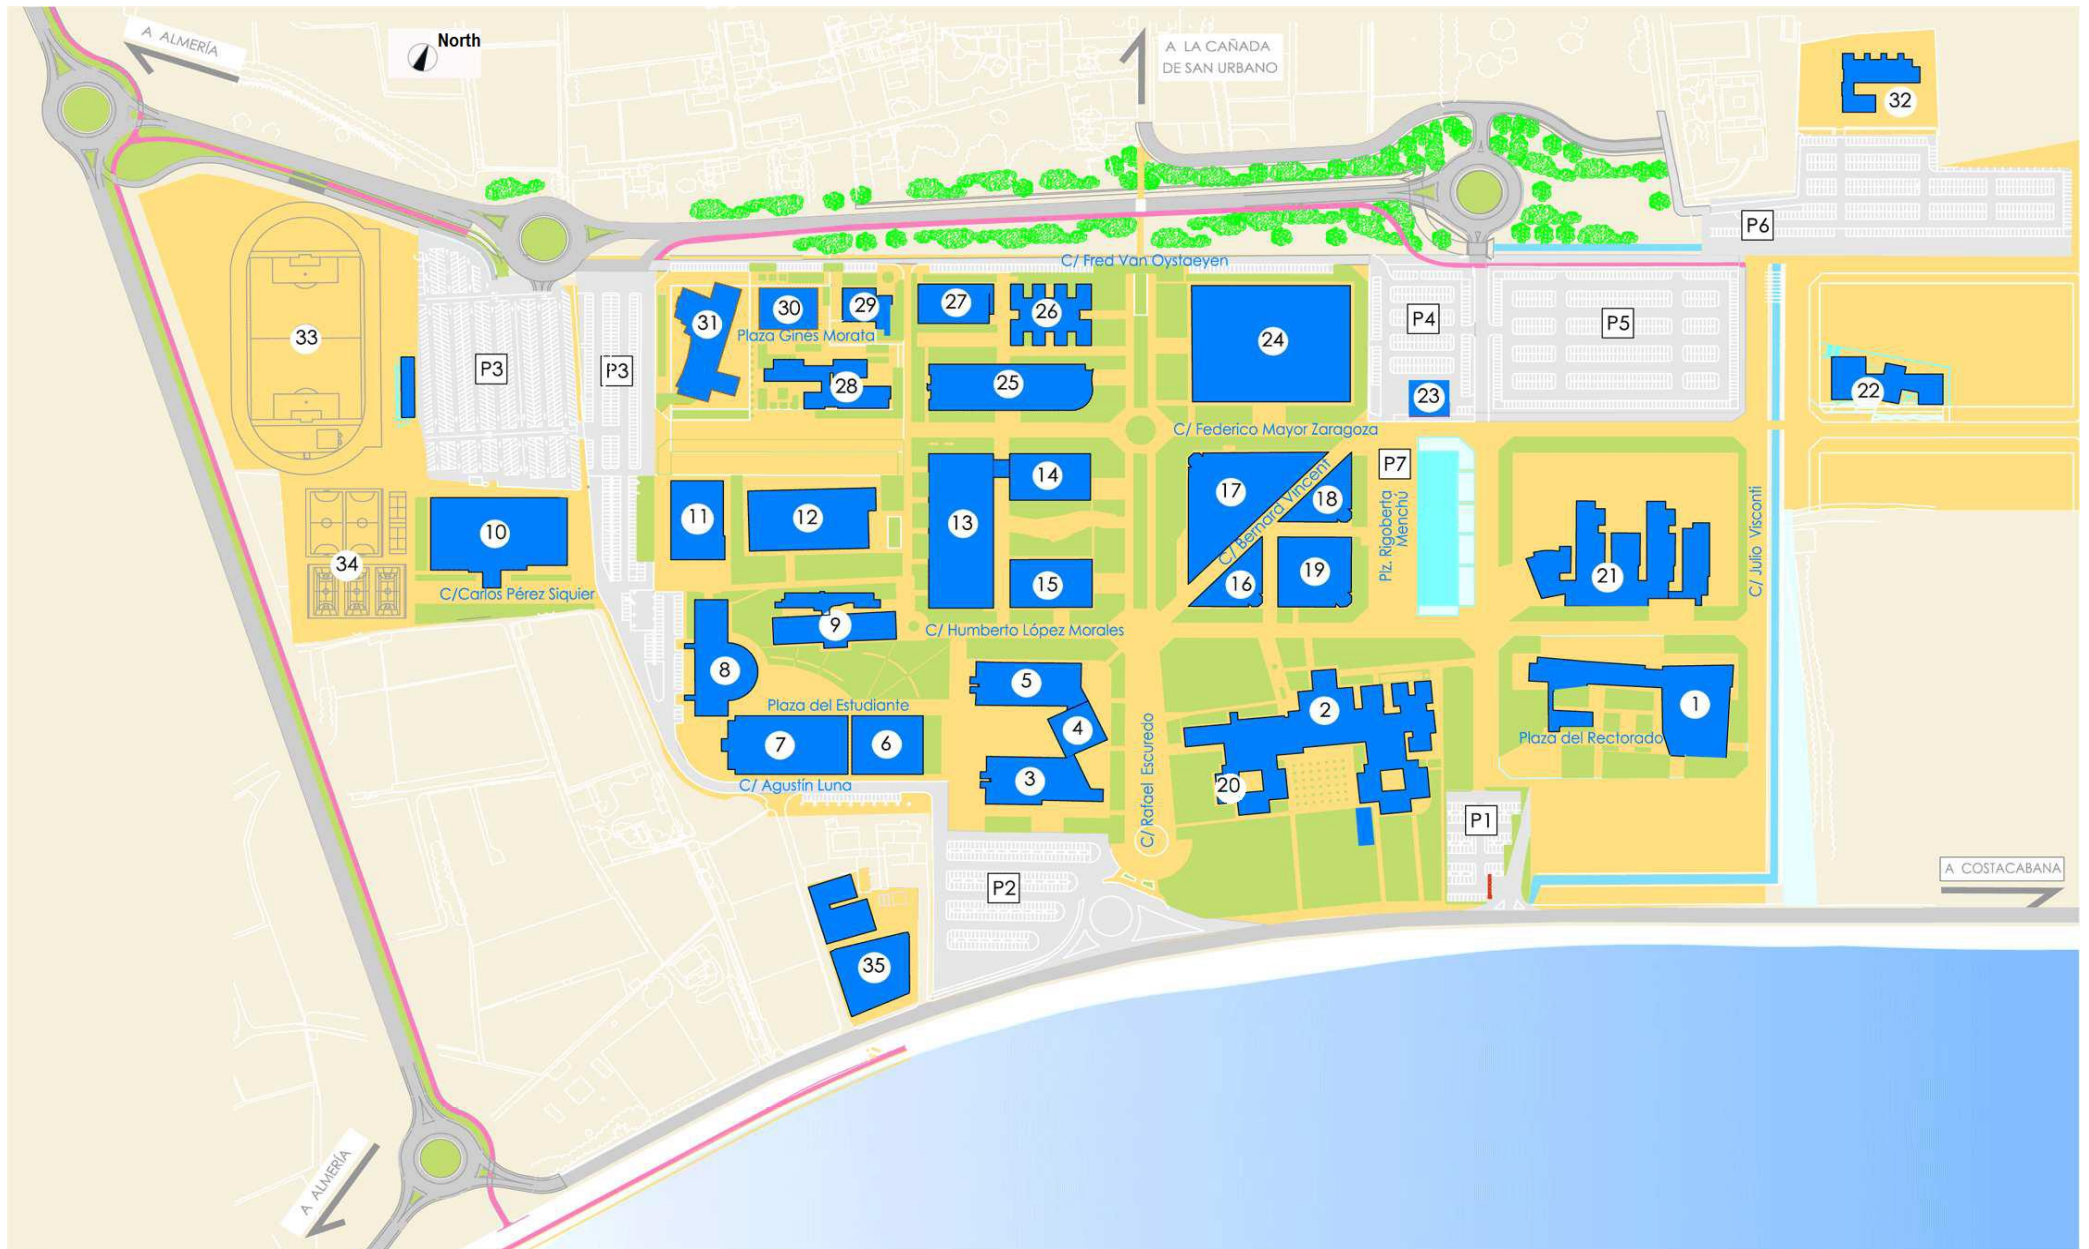 A ALMERÍA
North
A LA CAÑADA
DE SAN URBANO
32
P6
C/ Fred Van Oystaeyen
31
30
29
27
26
24
P4
P5
33
P3
P3
Plaza Ginés Morata
28
25
23
22
C/ Federico Mayor Zaragoza
14
17
18
P7
C/ Bernard Vincent
Plz. Rigoberta
Menchú
C/ Julio Visconti
10
11
12
13
34
15
16
19
21
C/Carlos Pérez Siquier
9
C/ Humberto López Morales
8
5
2
1
Plaza del Estudiante
4
7
6
C/ Rafael Escuredo
Plaza del Rectorado
3
20
C/ Agustín Luna
P1
P2
A COSTACABANA
35
A ALMERÍA